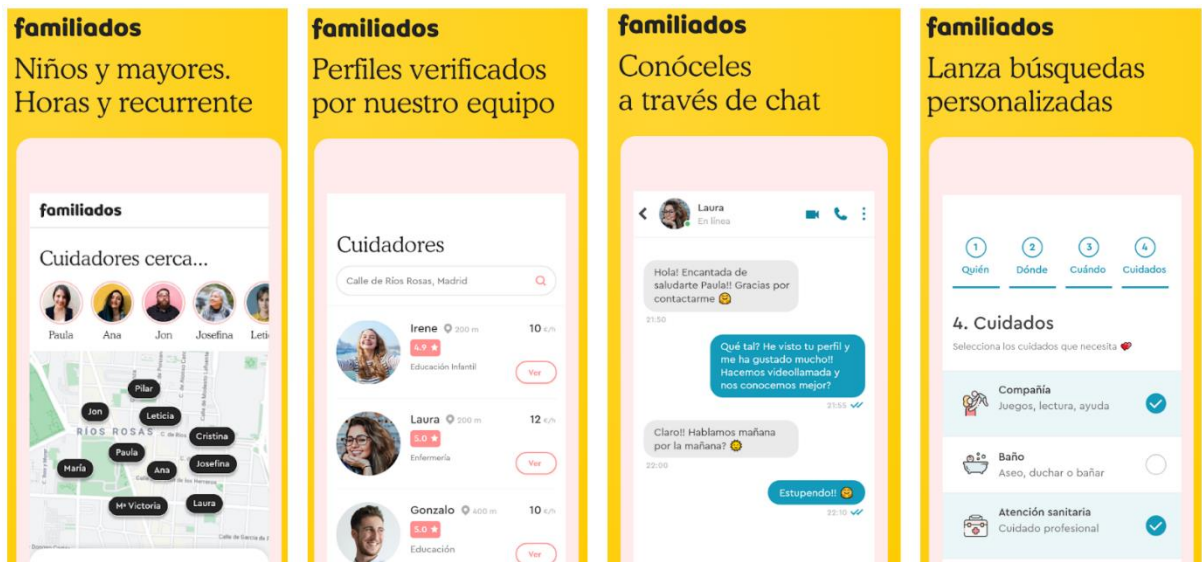 familiados
Niños y mayores.
Horas y recurrente
familiados
Cuidadores cerca...
Paula
Ana
Jon
Josefina
Leti
Pilar
Jon
Leticia
RÍOS ROSAS
Cristina
Paula
María
Ana
Josefina
Mª Victoria
Laura
familiados
Perfiles verificados
por nuestro equipo
Cuidadores
Calle de Ríos Rosas, Madrid
Irene 200 m 10 €/h
4.9 ★
Educación Infantil
Ver
Laura 200 m 12 €/h
5.0 ★
Enfermería
Ver
Gonzalo 400 m 10 €/h
5.0 ★
Educación
Ver
familiados
Conóceles
a través de chat
Laura
En línea
Hola! Encantada de
saludarte Paula!! Gracias por
contactarme
21:50
Qué tal? He visto tu perfil y
me ha gustado mucho!!
Hacemos videollamada y
nos conocemos mejor?
21:55
Claro!! Hablamos mañana
por la mañana?
22:00
Estupendo!!
22:10
familiados
Lanza búsquedas
personalizadas
1 2 3 4
Quién Dónde Cuándo Cuidados
4. Cuidados
Selecciona los cuidados que necesita
Compañía
Juegos, lectura, ayuda
Baño
Aseo, duchar o bañar
Atención sanitaria
Cuidado profesional